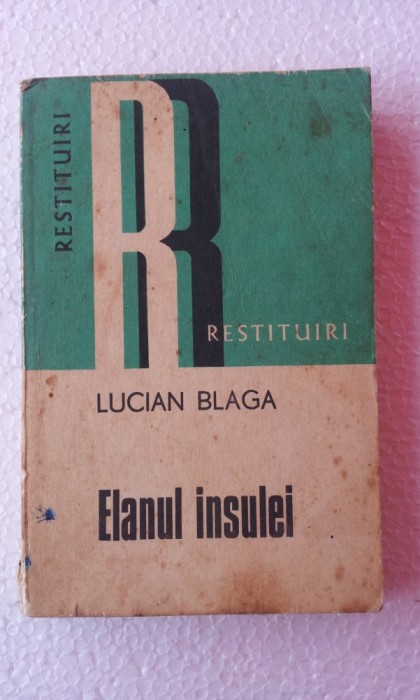 RESTITUIRI
R
RESTITUIRI
LUCIAN BLAGA
Elanul insulei